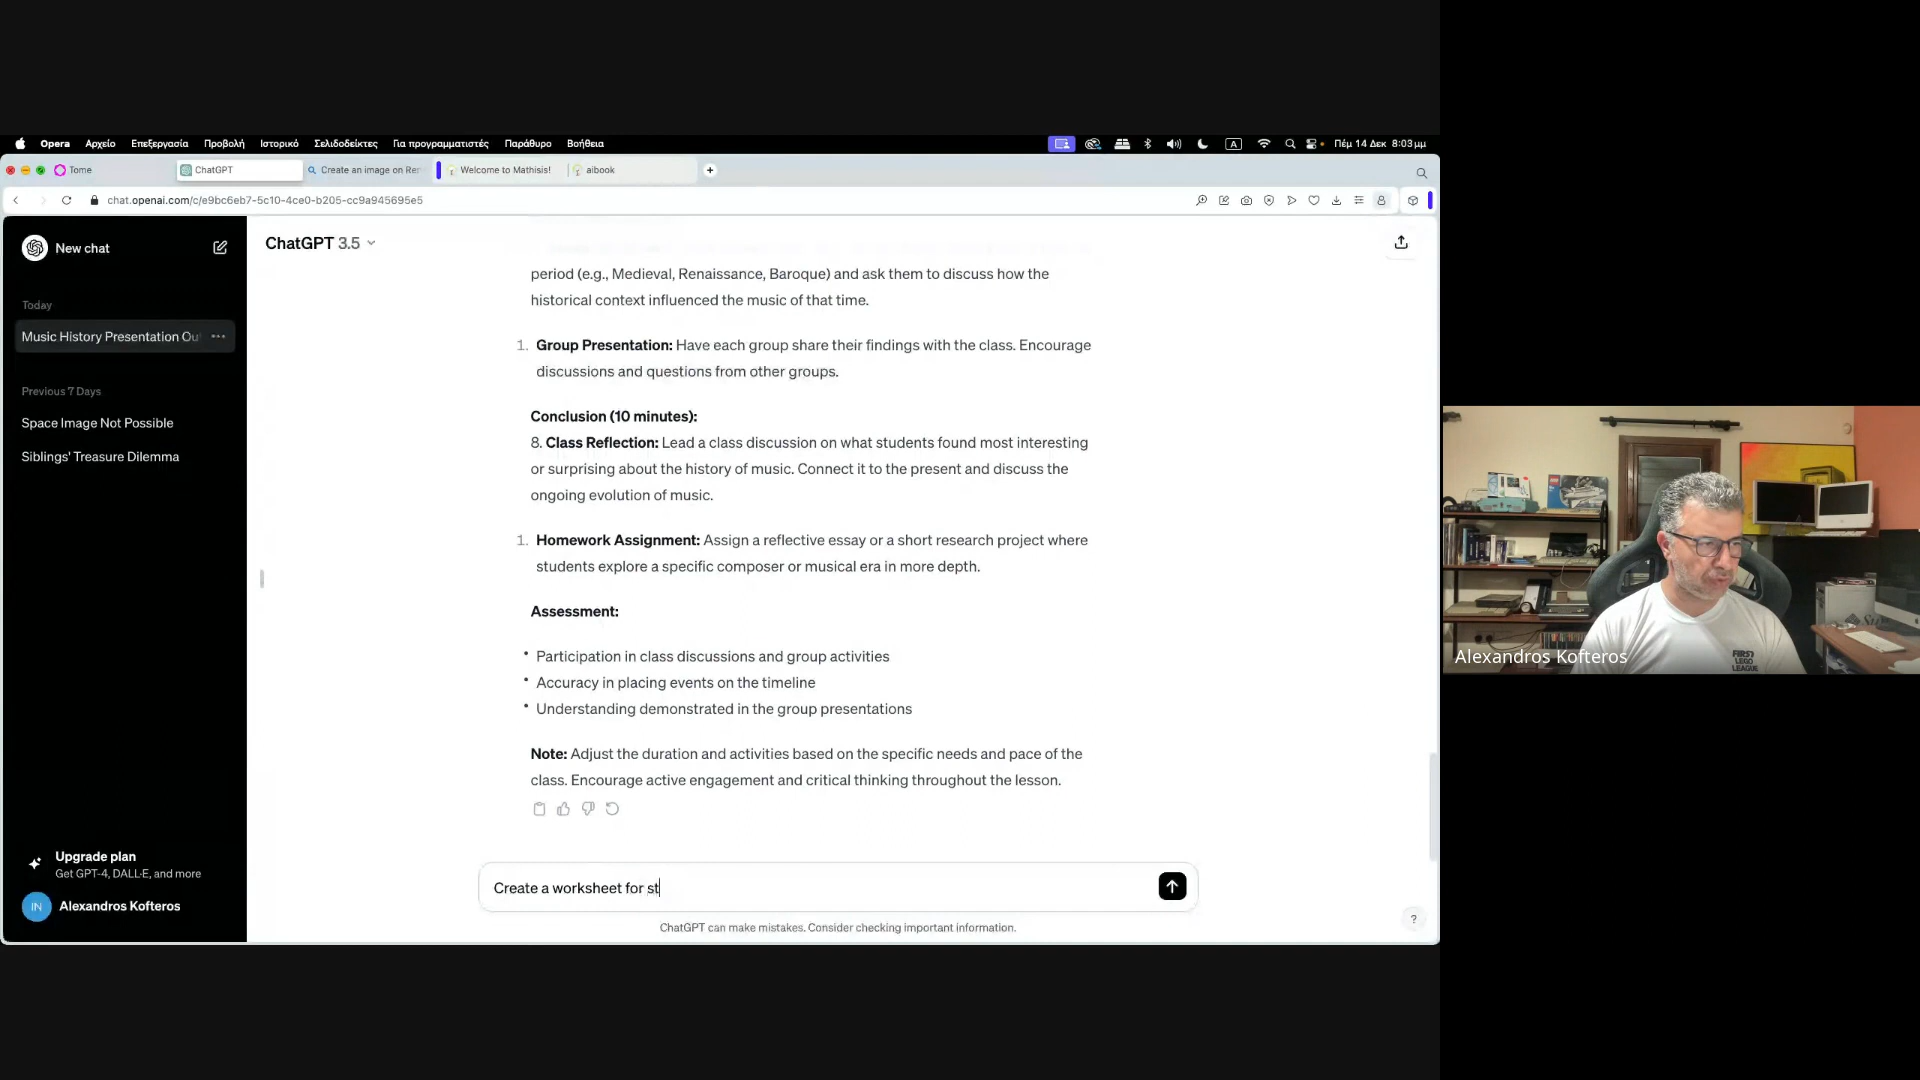 Opera Αρχείο Επεξεργασία Προβολή Ιστορικό Σελιδοδείκτες Για προγραμματιστές Παράθυρο Βοήθεια A Πέμ 14 Δεκ 8:03 μμ
Tome ChatGPT Create an image on Ren Welcome to Mathisis! aibook
chat.openai.com/c/e9bc6eb7-5c10-4ce0-b205-cc9a945695e5
New chat
Today
Music History Presentation Ou
Previous 7 Days
Space Image Not Possible
Siblings' Treasure Dilemma
Upgrade plan
Get GPT-4, DALL·E, and more
IN Alexandros Kofteros
ChatGPT 3.5
period (e.g., Medieval, Renaissance, Baroque) and ask them to discuss how the
historical context influenced the music of that time.
1. Group Presentation: Have each group share their findings with the class. Encourage
discussions and questions from other groups.
Conclusion (10 minutes):
8. Class Reflection: Lead a class discussion on what students found most interesting
or surprising about the history of music. Connect it to the present and discuss the
ongoing evolution of music.
1. Homework Assignment: Assign a reflective essay or a short research project where
students explore a specific composer or musical era in more depth.
Assessment:
• Participation in class discussions and group activities
• Accuracy in placing events on the timeline
• Understanding demonstrated in the group presentations
Note: Adjust the duration and activities based on the specific needs and pace of the
class. Encourage active engagement and critical thinking throughout the lesson.
Create a worksheet for st
ChatGPT can make mistakes. Consider checking important information.
?
Alexandros Kofteros
FIRST
LEGO
LEAGUE